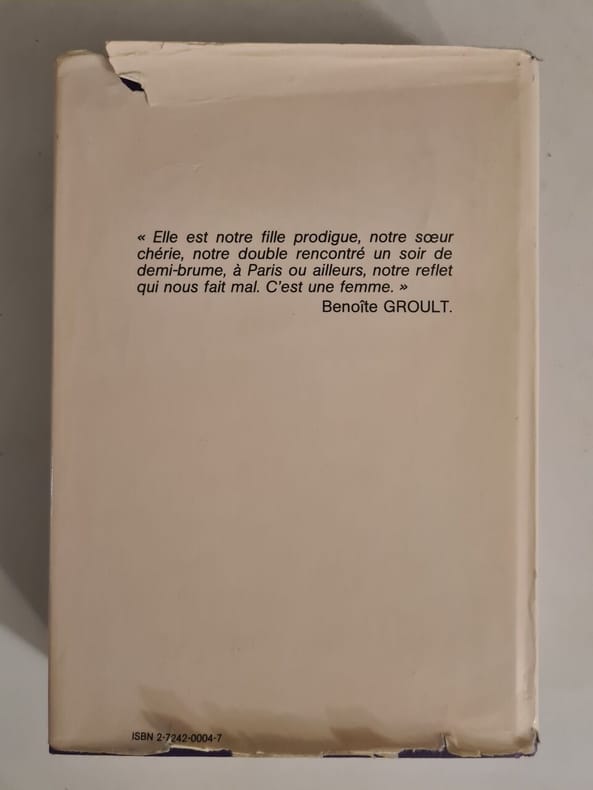 « Elle est notre fille prodigue, notre sœur
chérie, notre double rencontré un soir de
demi-brume, à Paris ou ailleurs, notre reflet
qui nous fait mal. C'est une femme. »
Benoîte GROULT.
ISBN 2-7242-0004-7